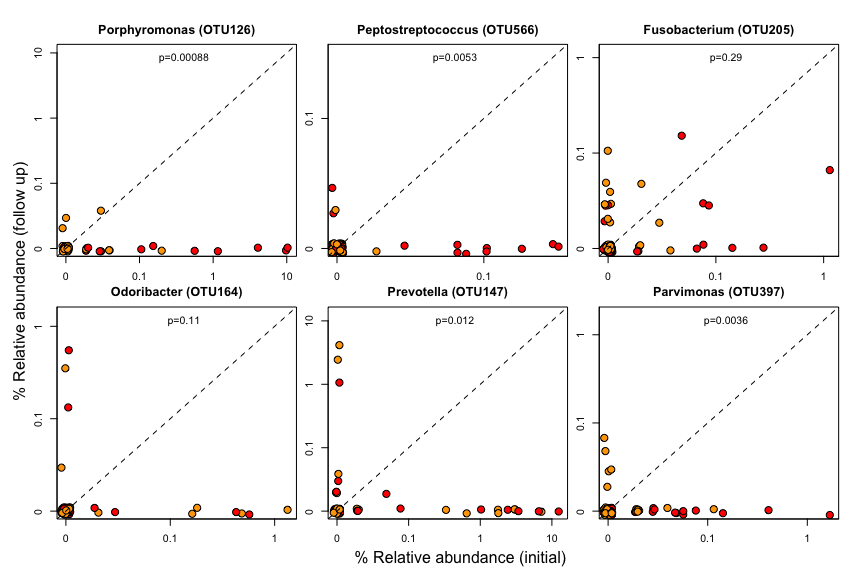 Porphyromonas (OTU126)
p=0.00088
10
1
0.1
0
0
0.1
1
10
Peptostreptococcus (OTU566)
p=0.0053
0.1
0
0
0.1
Fusobacterium (OTU205)
p=0.29
1
0.1
0
0
0.1
1
Odoribacter (OTU164)
p=0.11
1
0.1
0
0
0.1
1
Prevotella (OTU147)
p=0.012
10
1
0.1
0
0
0.1
1
10
Parvimonas (OTU397)
p=0.0036
1
0.1
0
0
0.1
1
% Relative abundance (follow up)
% Relative abundance (initial)